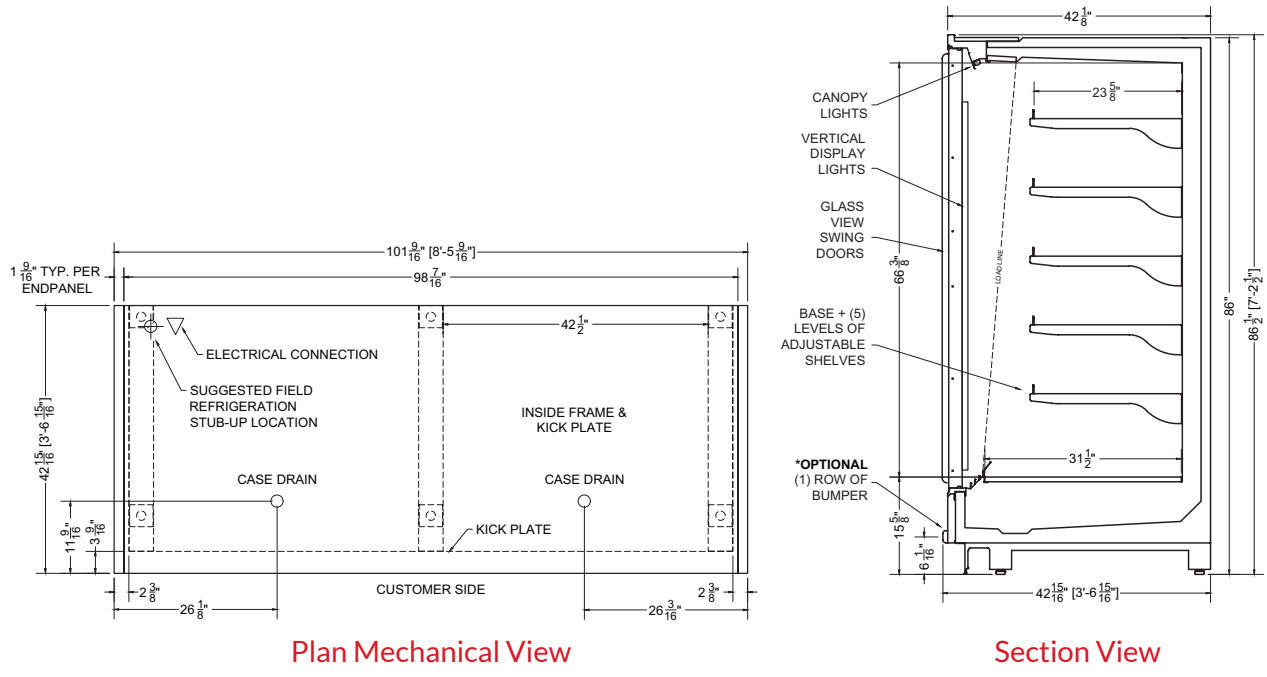 101 9/16" [8'-5 9/16"]
1 9/16" TYP. PER
ENDPANEL
98 7/16"
42 1/2"
ELECTRICAL CONNECTION
SUGGESTED FIELD
REFRIGERATION
STUB-UP LOCATION
INSIDE FRAME &
KICK PLATE
42 15/16" [3'-6 15/16"]
CASE DRAIN
CASE DRAIN
11 9/16"
3 9/16"
KICK PLATE
2 3/8"
CUSTOMER SIDE
2 3/8"
26 1/8"
26 3/16"
Plan Mechanical View
42 1/8"
CANOPY
LIGHTS
23 5/8"
VERTICAL
DISPLAY
LIGHTS
GLASS
VIEW
SWING
DOORS
66 3/8"
LOAD LINE
86"
86 1/2" [7'-2 1/2"]
BASE + (5)
LEVELS OF
ADJUSTABLE
SHELVES
31 1/2"
*OPTIONAL
(1) ROW OF
BUMPER
15 5/8"
6 1/16"
42 15/16" [3'-6 15/16"]
Section View